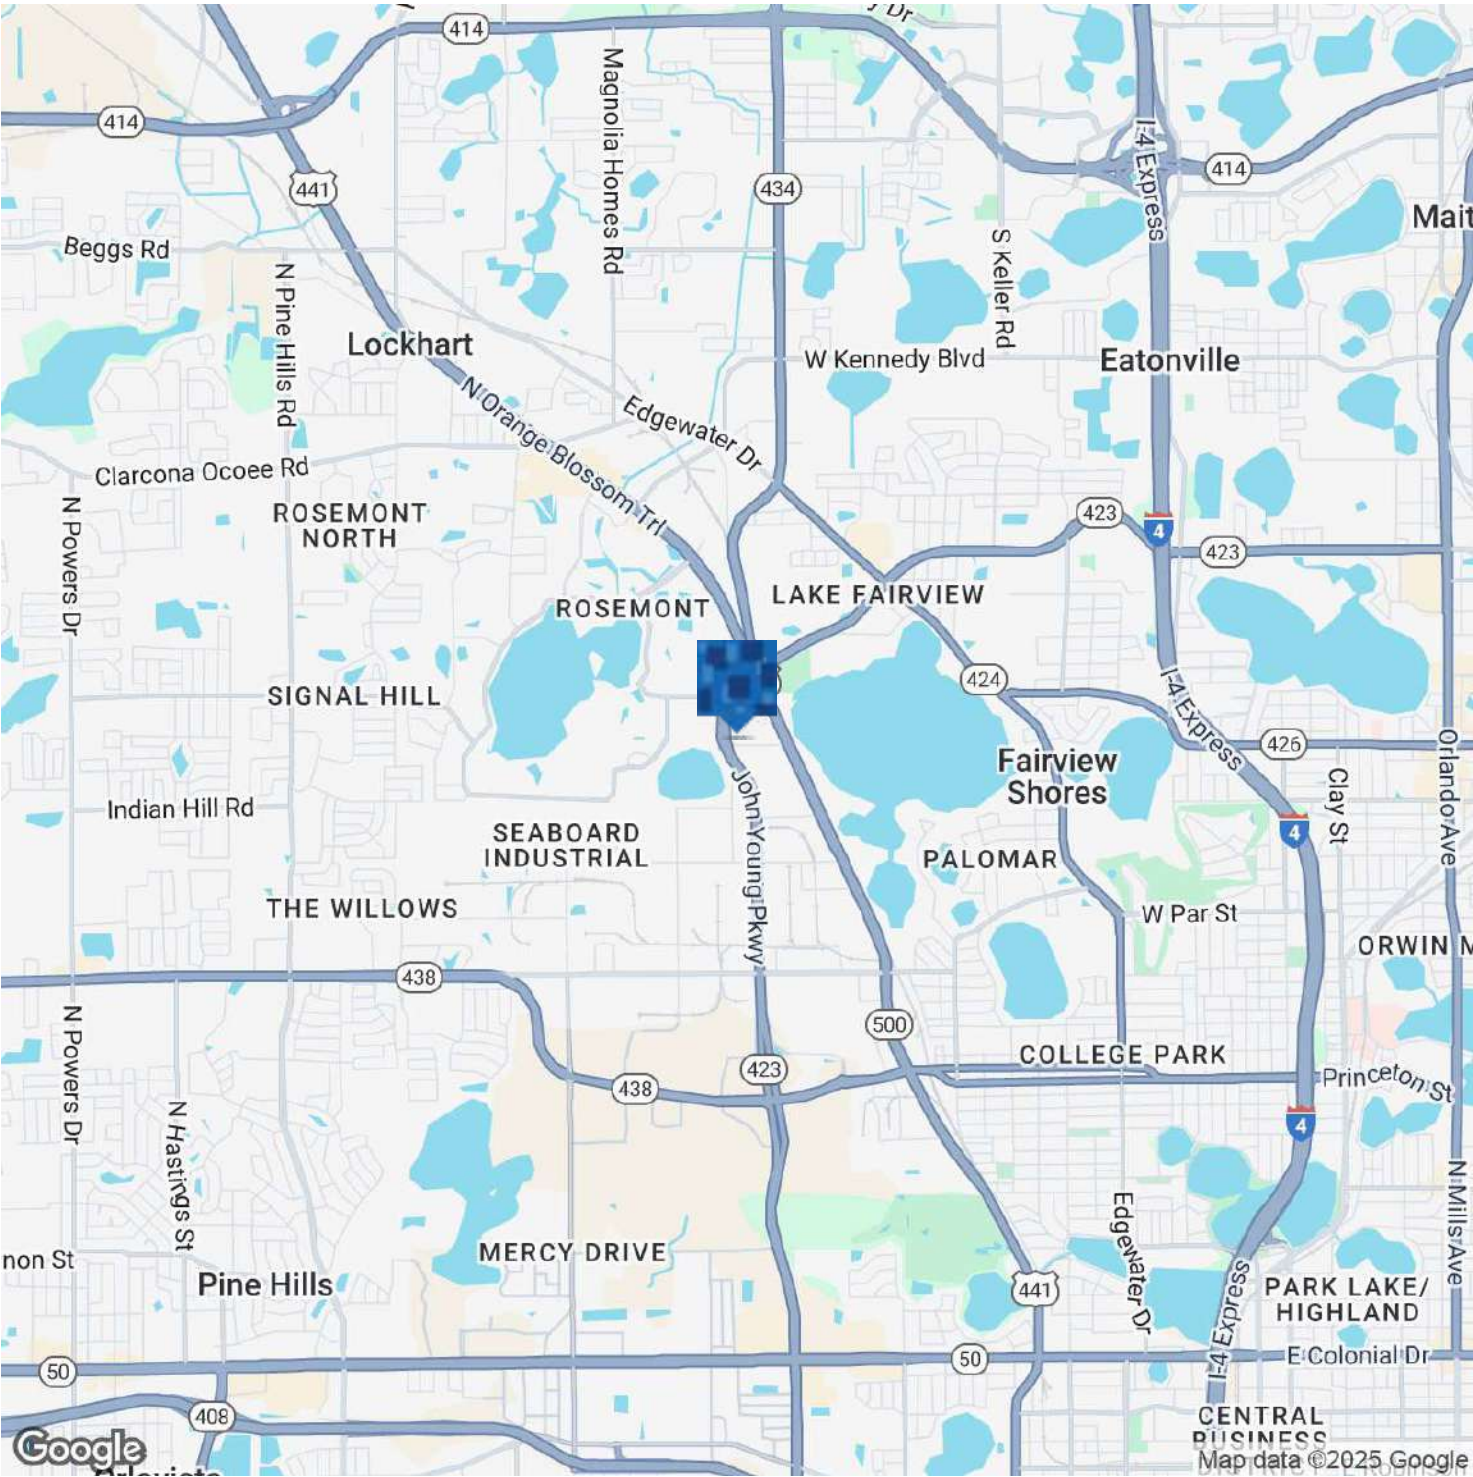 414
Magnolia Homes Rd
414
I-4 Express
414
441
434
Mait
Beggs Rd
S Keller Rd
N Pine Hills Rd
Lockhart
W Kennedy Blvd
Eatonville
N Orange Blossom Trl
Edgewater Dr
Clarcona Ocoee Rd
N Powers Dr
ROSEMONT
NORTH
423
4
423
LAKE FAIRVIEW
ROSEMONT
424
SIGNAL HILL
I-4 Express
426
Orlando Ave
Fairview
Shores
Clay St
John Young Pkwy
Indian Hill Rd
4
SEABOARD
INDUSTRIAL
PALOMAR
THE WILLOWS
W Par St
ORWIN M
438
N Powers Dr
500
COLLEGE PARK
423
438
Princeton St
N Hastings St
4
N Mills Ave
Edgewater Dr
MERCY DRIVE
non St
Pine Hills
441
I-4 Express
PARK LAKE/
HIGHLAND
50
50
E Colonial Dr
408
CENTRAL
BUSINESS
Google
Map data ©2025 Google